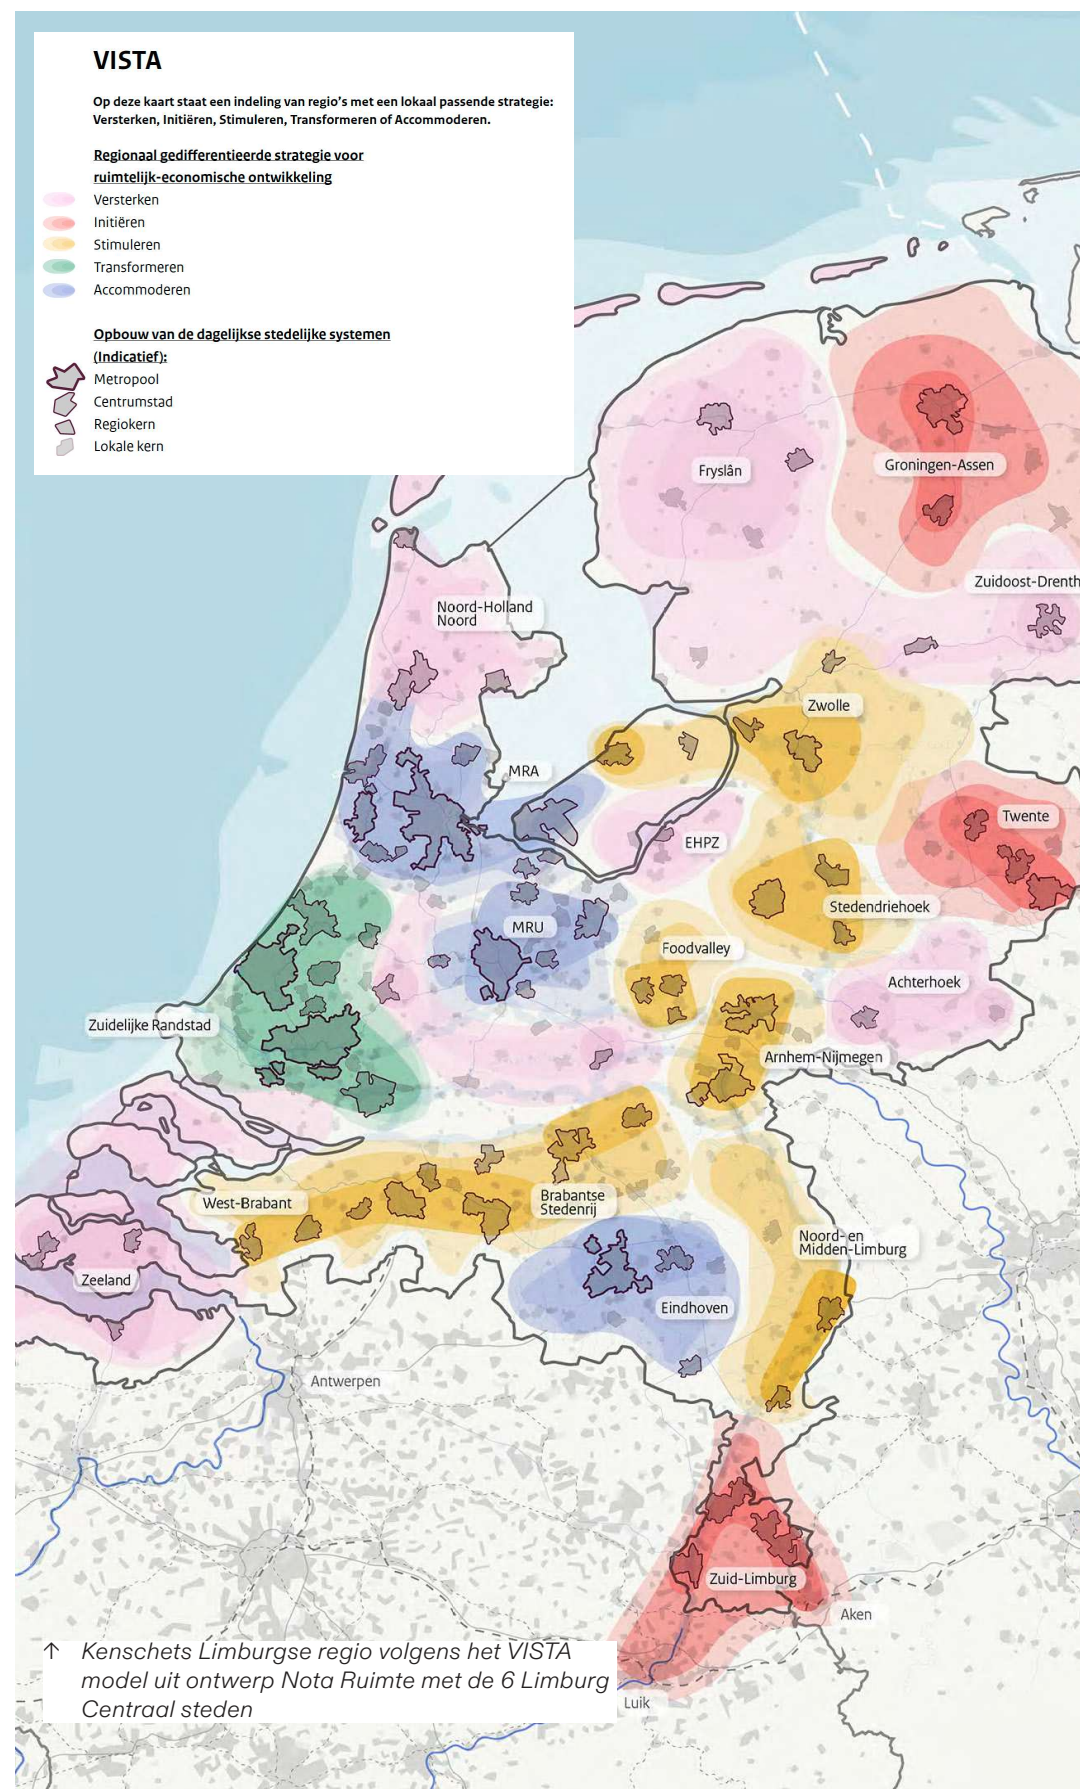 VISTA
Op deze kaart staat een indeling van regio's met een lokaal passende strategie:
Versterken, Initiëren, Stimuleren, Transformeren of Accommoderen.
Regionaal gedifferentieerde strategie voor
ruimtelijk-economische ontwikkeling
Versterken
Initiëren
Stimuleren
Transformeren
Accommoderen
Opbouw van de dagelijkse stedelijke systemen
(Indicatief):
Metropool
Centrumstad
Regiokern
Lokale kern
Fryslân
Groningen-Assen
Zuidoost-Drenth
Noord-Holland
Noord
Zwolle
MRA
Twente
EHPZ
Stedendriehoek
MRU
Foodvalley
Achterhoek
Zuidelijke Randstad
Arnhem-Nijmegen
West-Brabant
Brabantse
Stedenrij
Noord- en
Midden-Limburg
Zeeland
Eindhoven
Antwerpen
Zuid-Limburg
Aken
↑ Kenschets Limburgse regio volgens het VISTA
model uit ontwerp Nota Ruimte met de 6 Limburg
Centraal steden
Luik